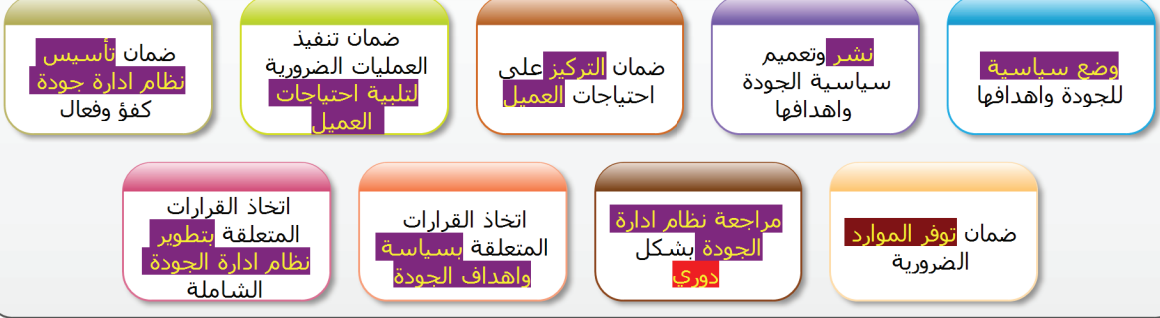 وضع سياسية
للجودة واهدافها
نشر وتعميم
سياسية الجودة
واهدافها
ضمان التركيز على
احتياجات العميل
ضمان تنفيذ
العمليات الضرورية
لتلبية احتياجات
العميل
ضمان تأسيس
نظام ادارة جودة
كفؤ وفعال
ضمان توفر الموارد
الضرورية
مراجعة نظام ادارة
الجودة بشكل
دوري
اتخاذ القرارات
المتعلقة بسياسة
واهداف الجودة
اتخاذ القرارات
المتعلقة بتطوير
نظام ادارة الجودة
الشاملة